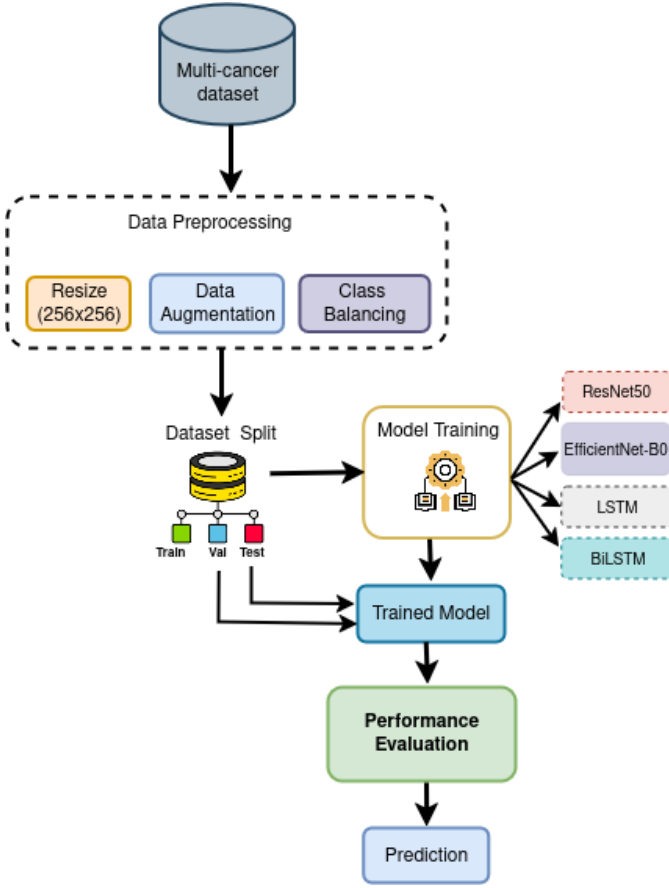 Multi-cancer
dataset
Data Preprocessing
Resize
(256x256)
Data
Augmentation
Class
Balancing
Dataset Split
Train
Val
Test
Model Training
ResNet50
EfficientNet-B0
LSTM
BiLSTM
Trained Model
Performance
Evaluation
Prediction